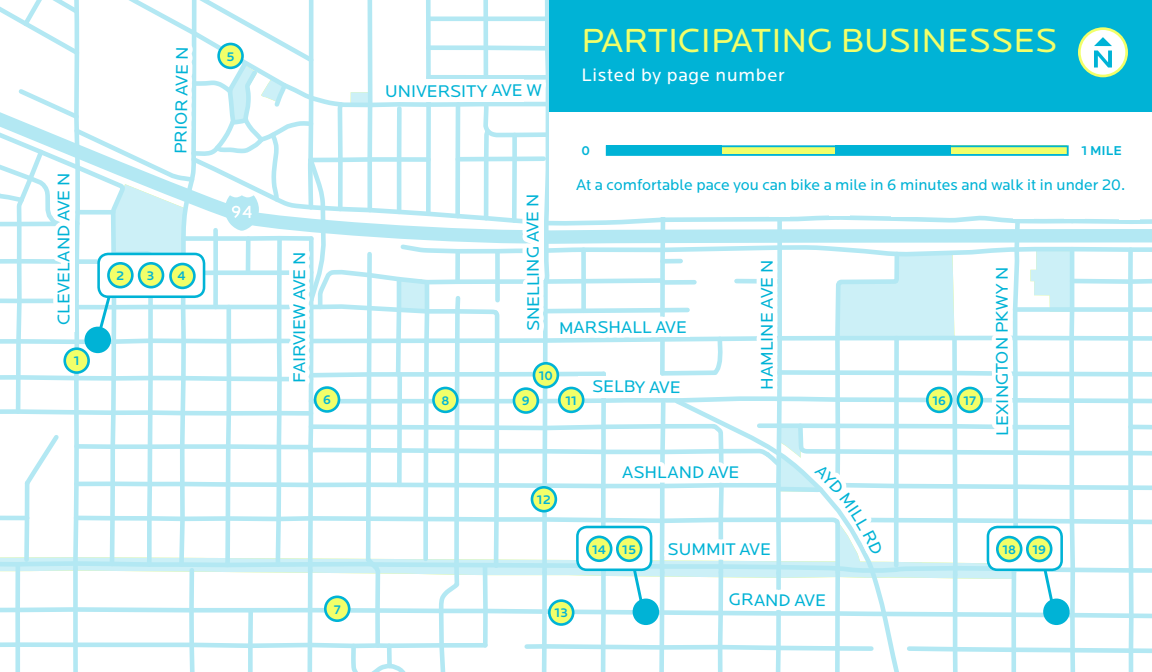 PARTICIPATING BUSINESSES
Listed by page number
N
0
1 MILE
At a comfortable pace you can bike a mile in 6 minutes and walk it in under 20.
5
PRIOR AVE N
UNIVERSITY AVE W
94
CLEVELAND AVE N
2 3 4
1
FAIRVIEW AVE N
SNELLING AVE N
MARSHALL AVE
HAMLINE AVE N
LEXINGTON PKWY N
10
SELBY AVE
6
8
9
11
16 17
ASHLAND AVE
AYD MILL RD
12
14 15
SUMMIT AVE
18 19
7
13
GRAND AVE